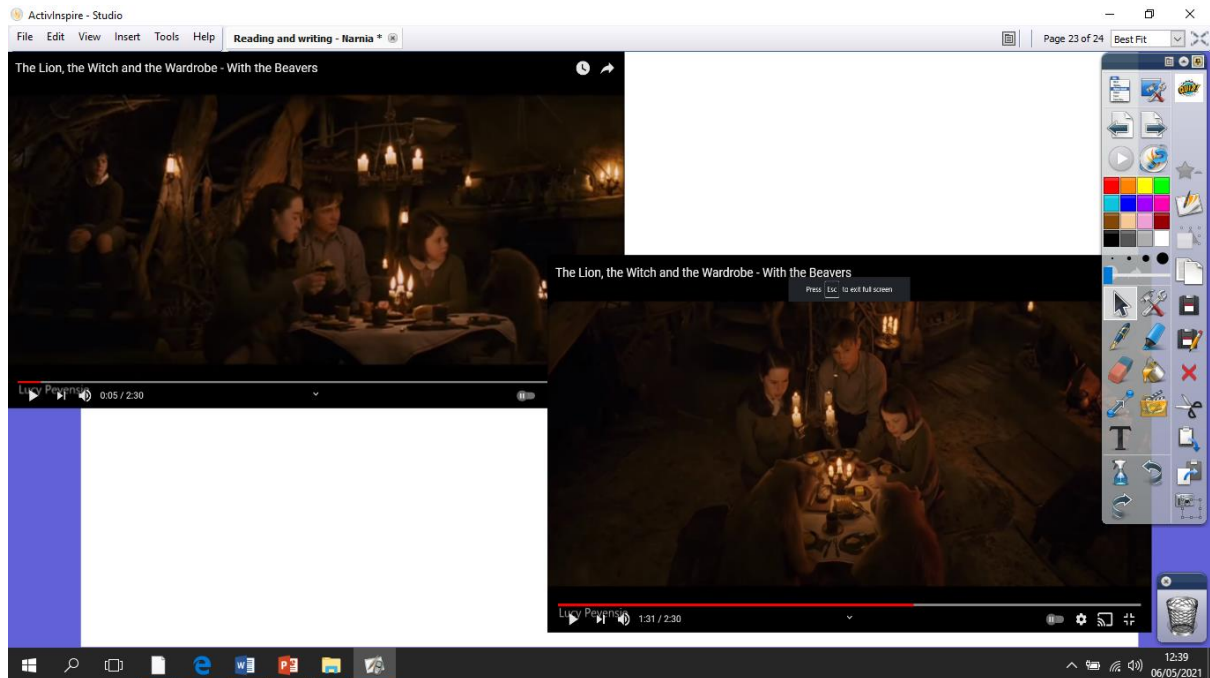 ActivInspire - Studio
File Edit View Insert Tools Help
Reading and writing - Narnia *
Page 23 of 24 Best Fit
The Lion, the Witch and the Wardrobe - With the Beavers
QUIZ
Lucy Pevensie
0:05 / 2:30
The Lion, the Witch and the Wardrobe - With the Beavers
Press Esc to exit full screen
Lucy Pevensie
1:31 / 2:30
T
12:39
06/05/2021